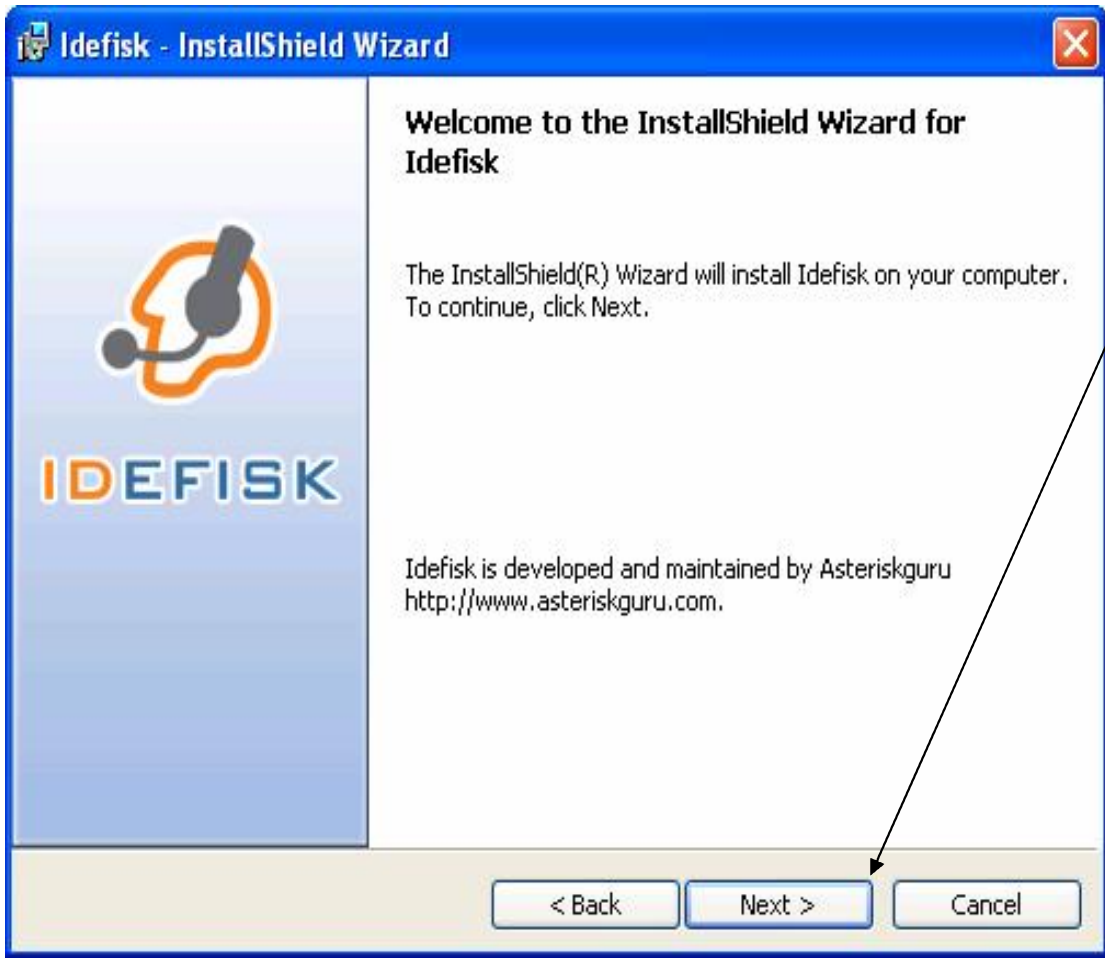 Idefisk - InstallShield Wizard
Welcome to the InstallShield Wizard for
Idefisk
The InstallShield(R) Wizard will install Idefisk on your computer.
To continue, click Next.
IDEFISK
Idefisk is developed and maintained by Asteriskguru
http://www.asteriskguru.com.
< Back
Next >
Cancel